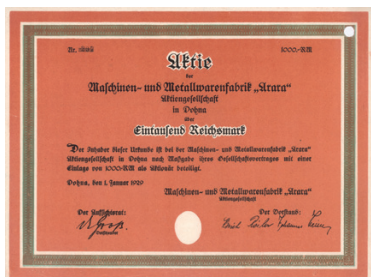 Nr. 1000-RM
Aktie
der
Maschinen- und Metallwarenfabrik „Arara“
Aktiengesellschaft
in Dohna
über
Eintausend Reichsmark
Der Inhaber dieser Urkunde ist bei der Maschinen- und Metallwarenfabrik „Arara“
Aktiengesellschaft in Dohna nach Maßgabe ihres Gesellschaftsvertrages mit einer
Einlage von 1000-RM als Aktionär beteiligt.
Dohna, den 1. Januar 1929
Maschinen- und Metallwarenfabrik „Arara“
Aktiengesellschaft
Der Aufsichtsrat: Der Vorstand: